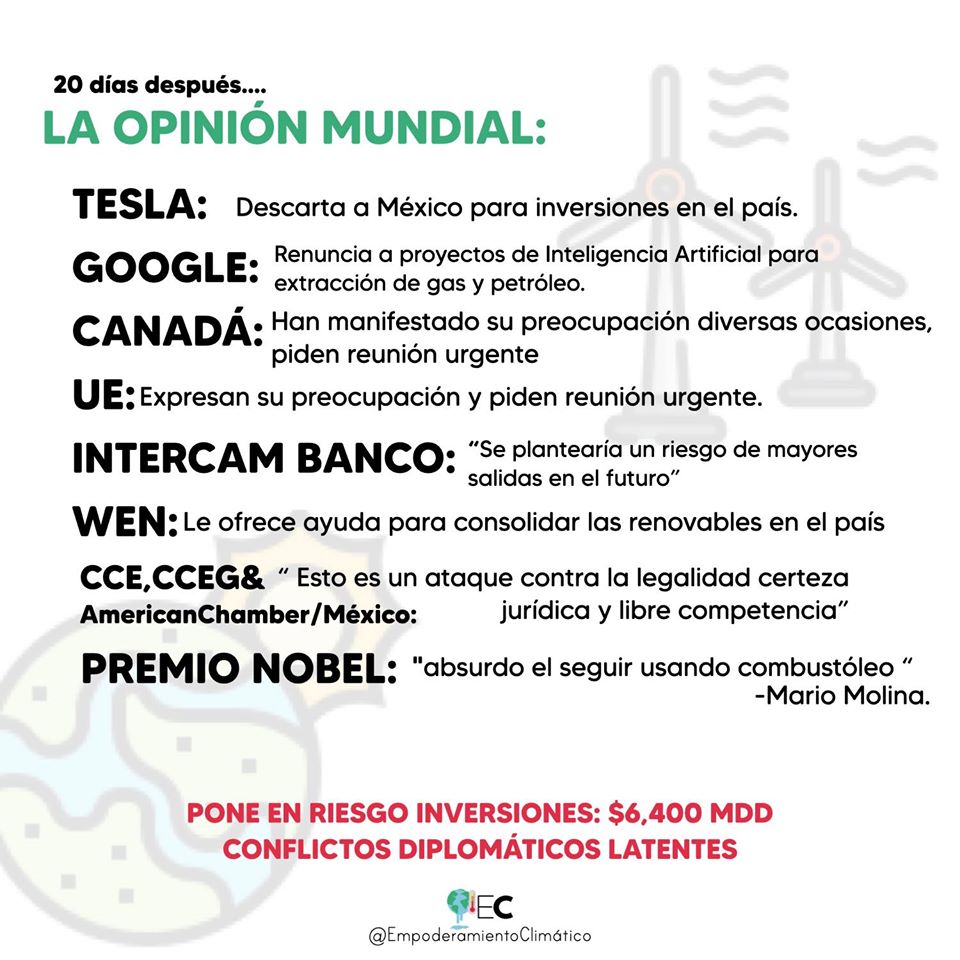 20 días después....
LA OPINIÓN MUNDIAL:
TESLA: Descarta a México para inversiones en el país.
GOOGLE: Renuncia a proyectos de Inteligencia Artificial para
extracción de gas y petróleo.
CANADÁ: Han manifestado su preocupación diversas ocasiones,
piden reunión urgente
UE: Expresan su preocupación y piden reunión urgente.
INTERCAM BANCO: “Se plantearía un riesgo de mayores
salidas en el futuro”
WEN: Le ofrece ayuda para consolidar las renovables en el país
CCE,CCEG& “ Esto es un ataque contra la legalidad certeza
AmericanChamber/México: jurídica y libre competencia”
PREMIO NOBEL: "absurdo el seguir usando combustóleo “
-Mario Molina.
PONE EN RIESGO INVERSIONES: $6,400 MDD
CONFLICTOS DIPLOMÁTICOS LATENTES
EC
@EmpoderamientoClimático